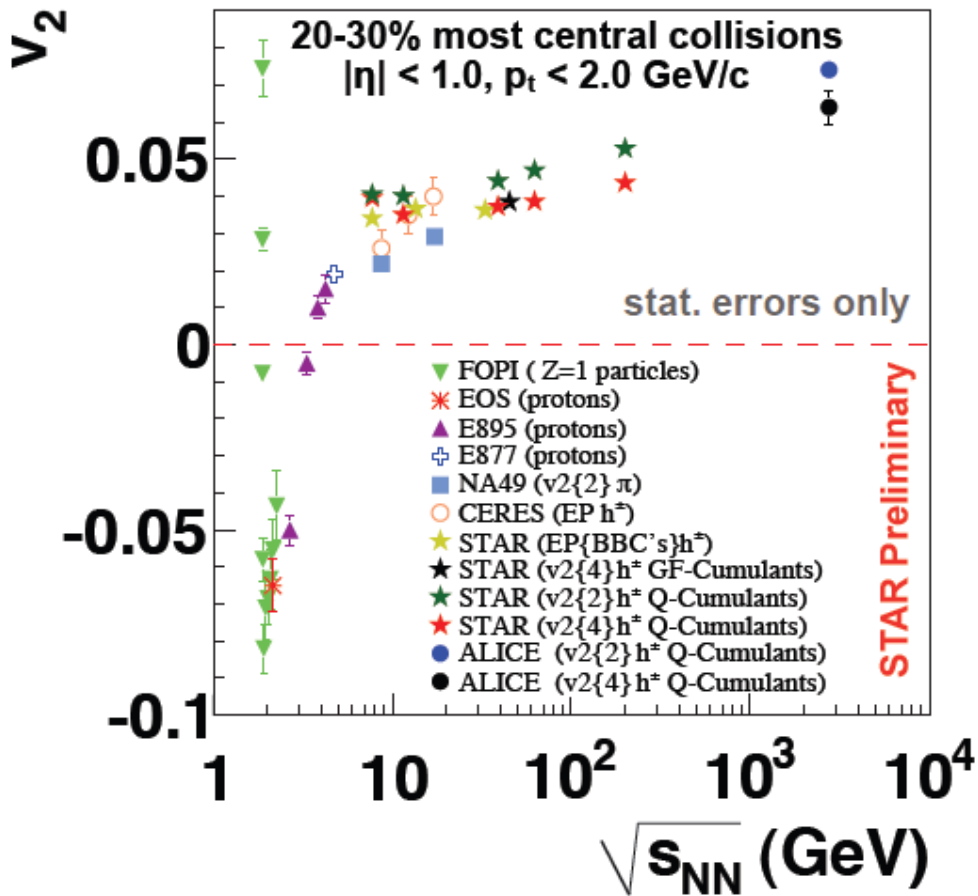 v2
20-30% most central collisions
|η| < 1.0, pt < 2.0 GeV/c
0.05
0
-0.05
-0.1
stat. errors only
FOPI ( Z=1 particles)
EOS (protons)
E895 (protons)
E877 (protons)
NA49 (v2{2} π)
CERES (EP h±)
STAR (EP{BBC's}h±)
STAR (v2{4}h± GF-Cumulants)
STAR (v2{2}h± Q-Cumulants)
STAR (v2{4}h± Q-Cumulants)
ALICE (v2{2}h± Q-Cumulants)
ALICE (v2{4}h± Q-Cumulants)
STAR Preliminary
1 10 10² 10³ 10⁴
√sNN (GeV)